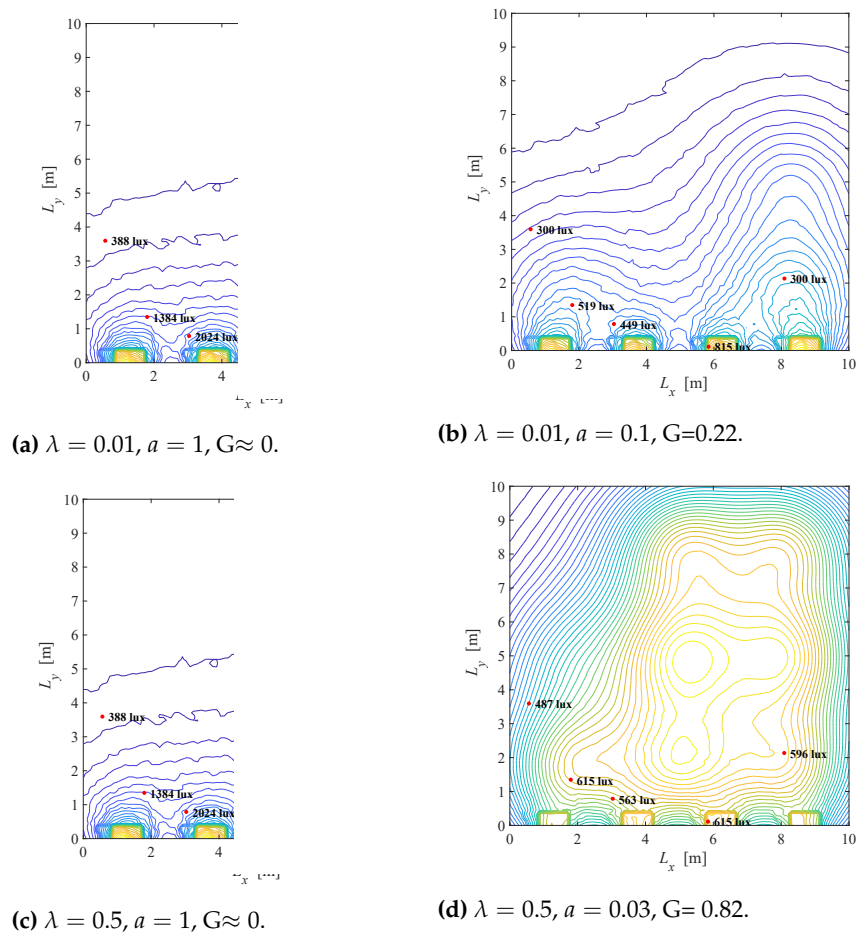 10
9
8
7
6
5
4
3
2
1
0
L_y [m]
388 lux
1384 lux
2024 lux
0 2 4
L_x [m]
(a) λ = 0.01, a = 1, G≈ 0.
10
9
8
7
6
5
4
3
2
1
0
L_y [m]
300 lux
519 lux
449 lux
300 lux
815 lux
0 2 4 6 8 10
L_x [m]
(b) λ = 0.01, a = 0.1, G=0.22.
10
9
8
7
6
5
4
3
2
1
0
L_y [m]
388 lux
1384 lux
2024 lux
0 2 4
L_x [m]
(c) λ = 0.5, a = 1, G≈ 0.
10
9
8
7
6
5
4
3
2
1
0
L_y [m]
487 lux
615 lux
563 lux
596 lux
615 lux
0 2 4 6 8 10
L_x [m]
(d) λ = 0.5, a = 0.03, G= 0.82.